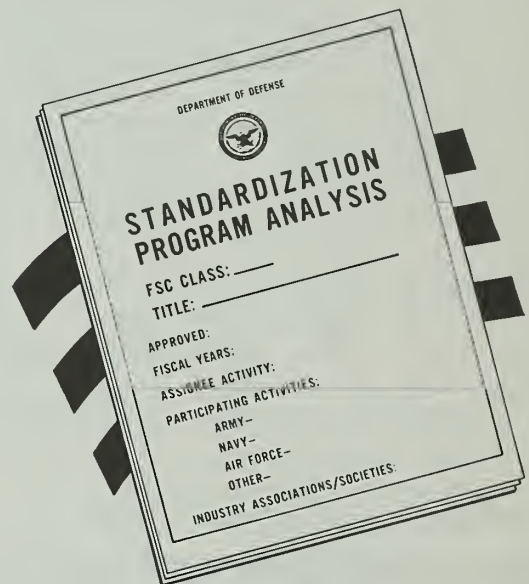 DEPARTMENT OF DEFENSE
STANDARDIZATION
PROGRAM ANALYSIS
FSC CLASS:
TITLE:
APPROVED:
FISCAL YEARS:
ASSIGNEE ACTIVITY:
PARTICIPATING ACTIVITIES:
ARMY–
NAVY–
AIR FORCE–
OTHER–
INDUSTRY ASSOCIATIONS/SOCIETIES: